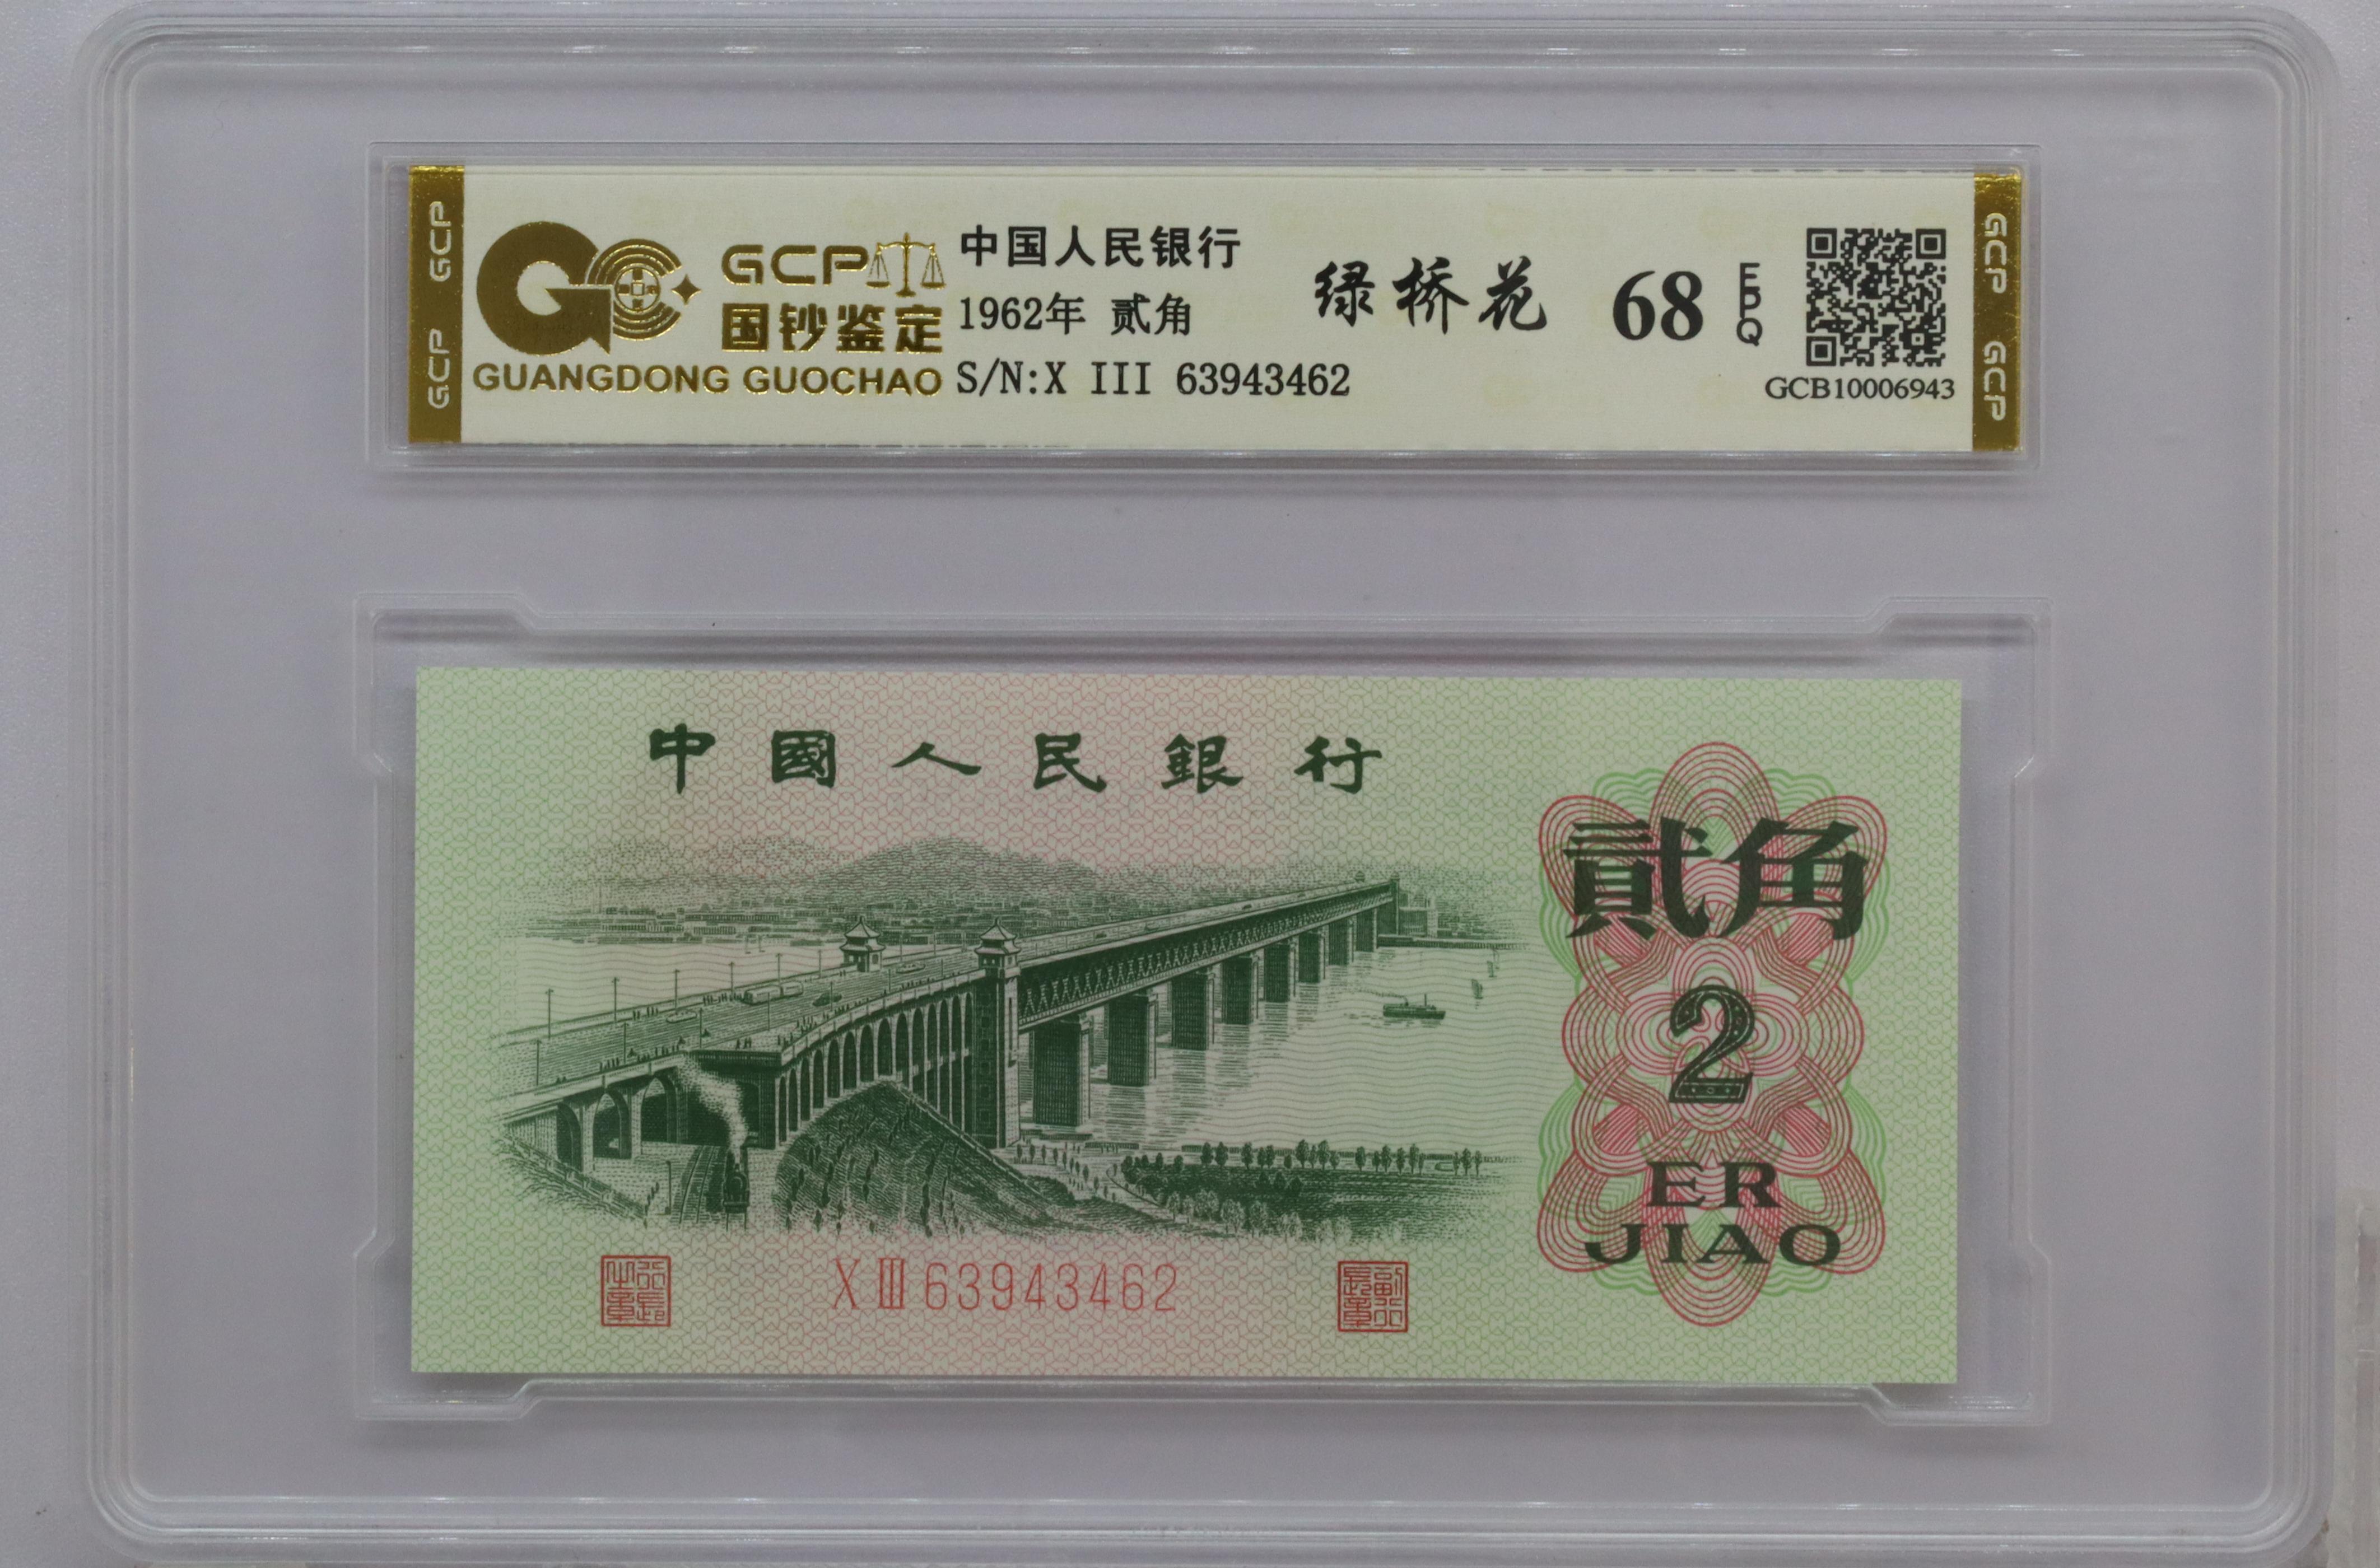 GCP GCP
GCP
国钞鉴定
GUANGDONG GUOCHAO
中国人民银行
1962年 贰角
S/N:X III 63943462
绿桥花
68
EPQ
GCB10006943
GCP GCP
中國人民銀行
貳角
2
ER
JIAO
X III 63943462